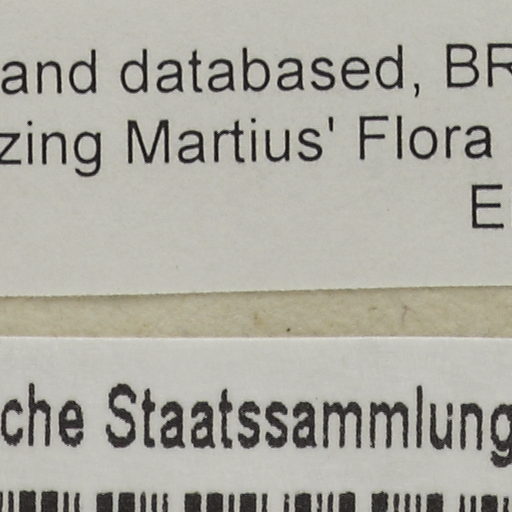 and databased, BR
zing Martius' Flora
E
che Staatssammlung